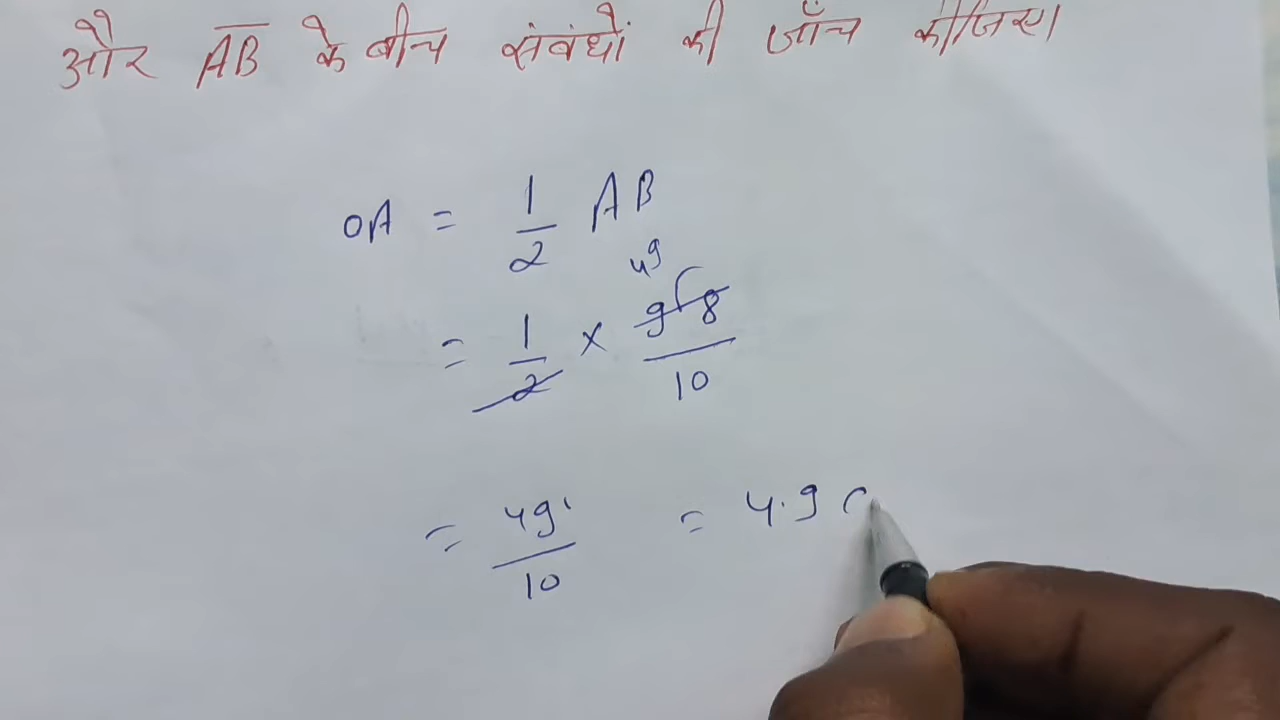 और AB के बीच संबंधों की जाँच कीजिए।
OA = 1/2 AB
49
= 1/2 × 98/10
= 49/10 = 4.9 c